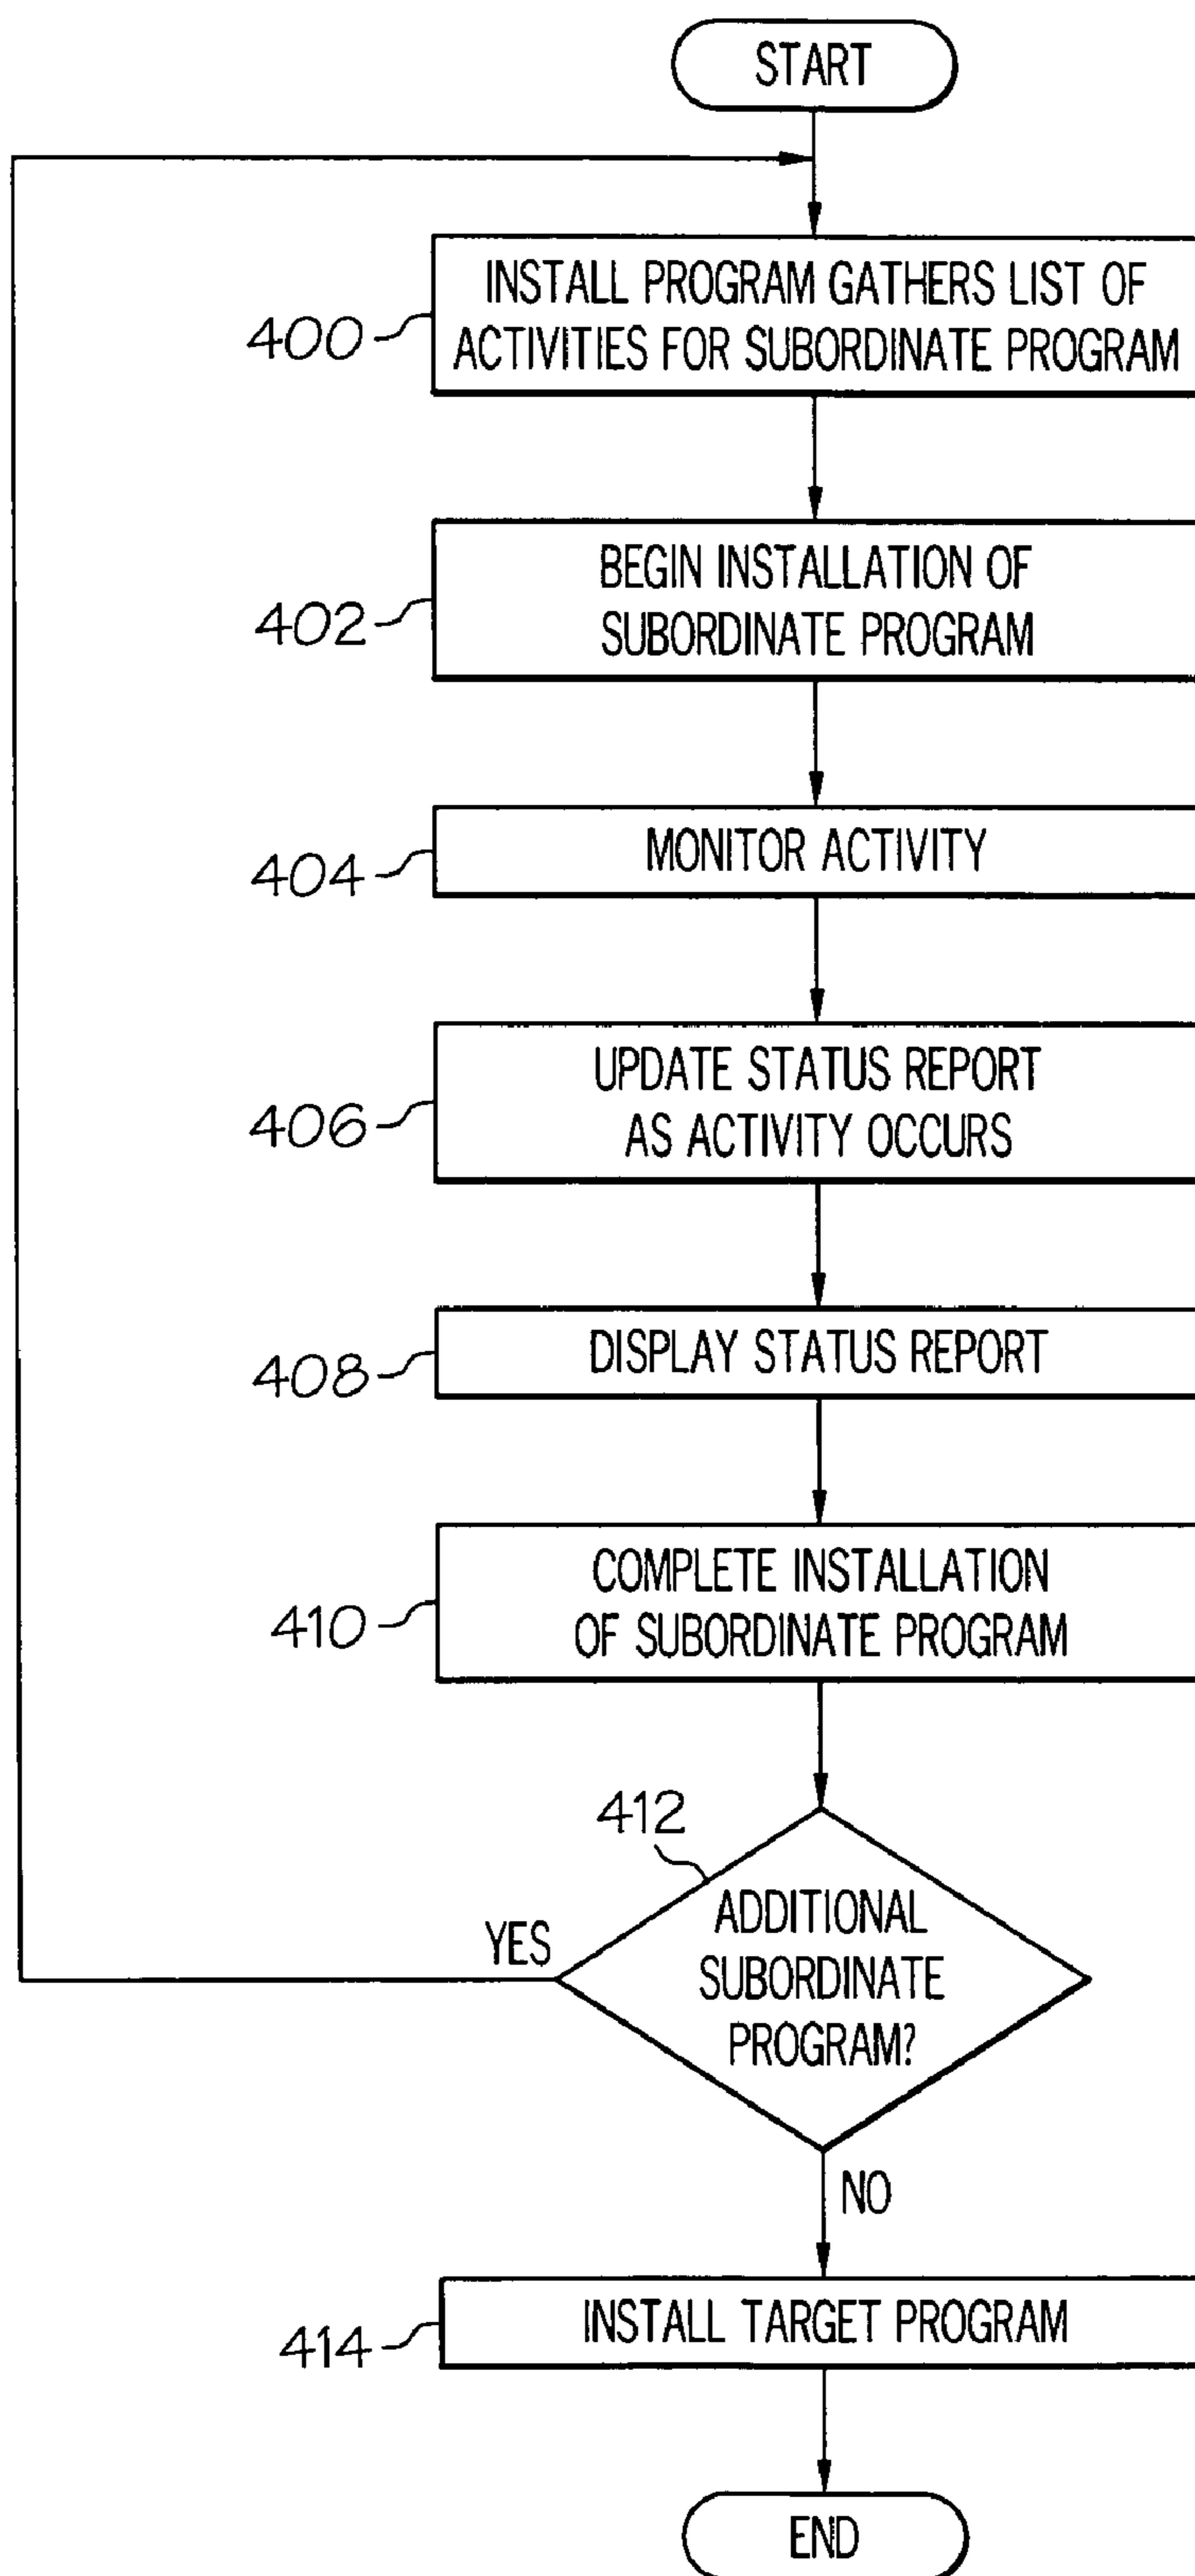 START
INSTALL PROGRAM GATHERS LIST OF
ACTIVITIES FOR SUBORDINATE PROGRAM
400
BEGIN INSTALLATION OF
SUBORDINATE PROGRAM
402
MONITOR ACTIVITY
404
UPDATE STATUS REPORT
AS ACTIVITY OCCURS
406
DISPLAY STATUS REPORT
408
COMPLETE INSTALLATION
OF SUBORDINATE PROGRAM
410
412
ADDITIONAL
SUBORDINATE
PROGRAM?
YES
NO
INSTALL TARGET PROGRAM
414
END